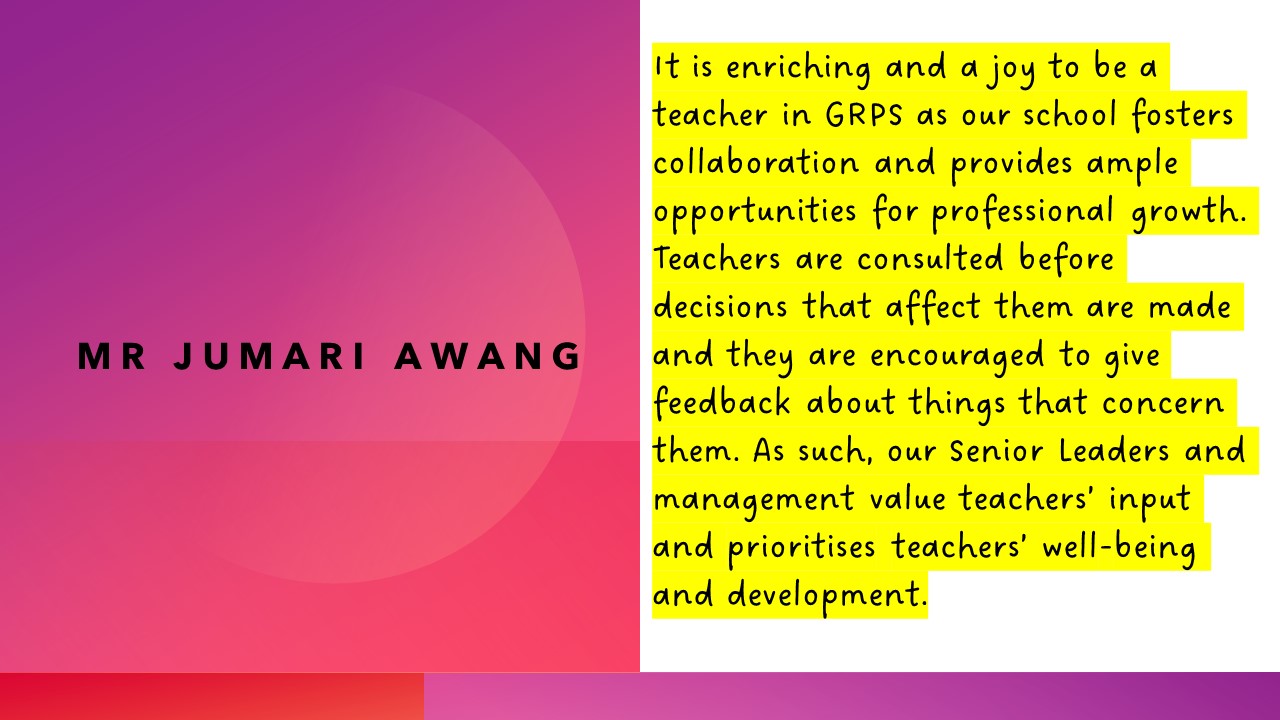 MR JUMARI AWANG
It is enriching and a joy to be a
teacher in GRPS as our school fosters
collaboration and provides ample
opportunities for professional growth.
Teachers are consulted before
decisions that affect them are made
and they are encouraged to give
feedback about things that concern
them. As such, our Senior Leaders and
management value teachers' input
and prioritises teachers' well-being
and development.